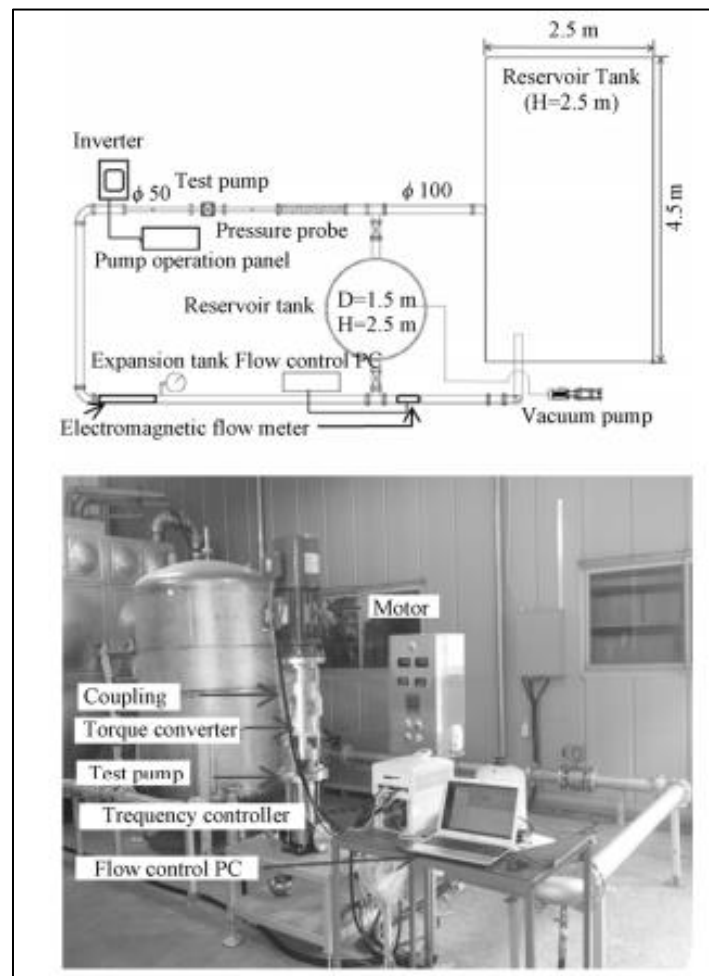 2.5 m
Reservoir Tank
(H=2.5 m)
4.5 m
Inverter
ϕ 50
Test pump
ϕ 100
Pressure probe
Pump operation panel
Reservoir tank
D=1.5 m
H=2.5 m
Expansion tank Flow control PC
Electromagnetic flow meter
Vacuum pump
Motor
Coupling
Torque converter
Test pump
Trequency controller
Flow control PC